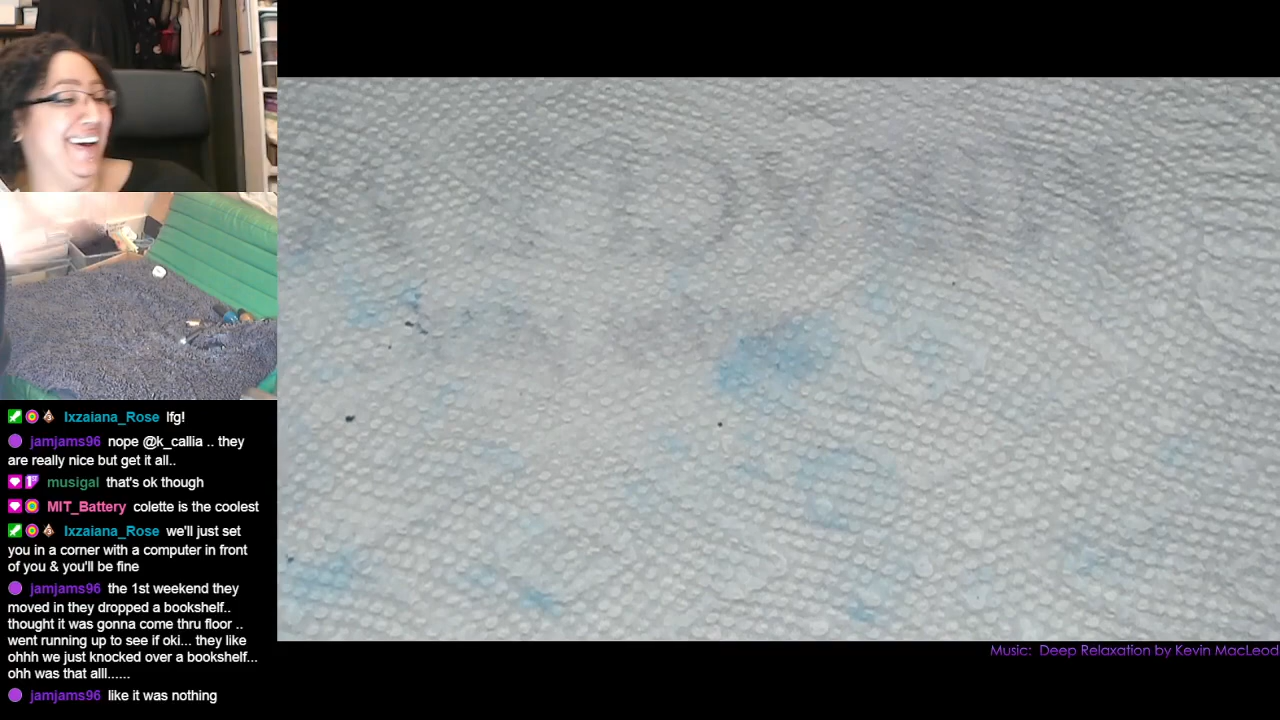 Ixzaiana_Rose lfg!
jamjams96 nope @k_callia .. they
are really nice but get it all..
musigal that's ok though
MIT_Battery colette is the coolest
Ixzaiana_Rose we'll just set
you in a corner with a computer in front
of you & you'll be fine
jamjams96 the 1st weekend they
moved in they dropped a bookshelf..
thought it was gonna come thru floor ..
went running up to see if oki... they like
ohhh we just knocked over a bookshelf...
ohh was that alll......
jamjams96 like it was nothing
Music: Deep Relaxation by Kevin MacLeod